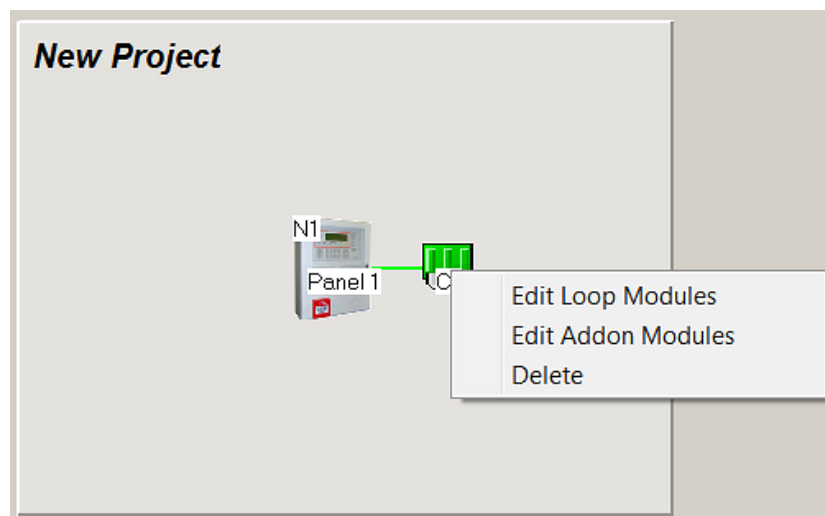 New Project
N1
Panel 1
Edit Loop Modules
Edit Addon Modules
Delete